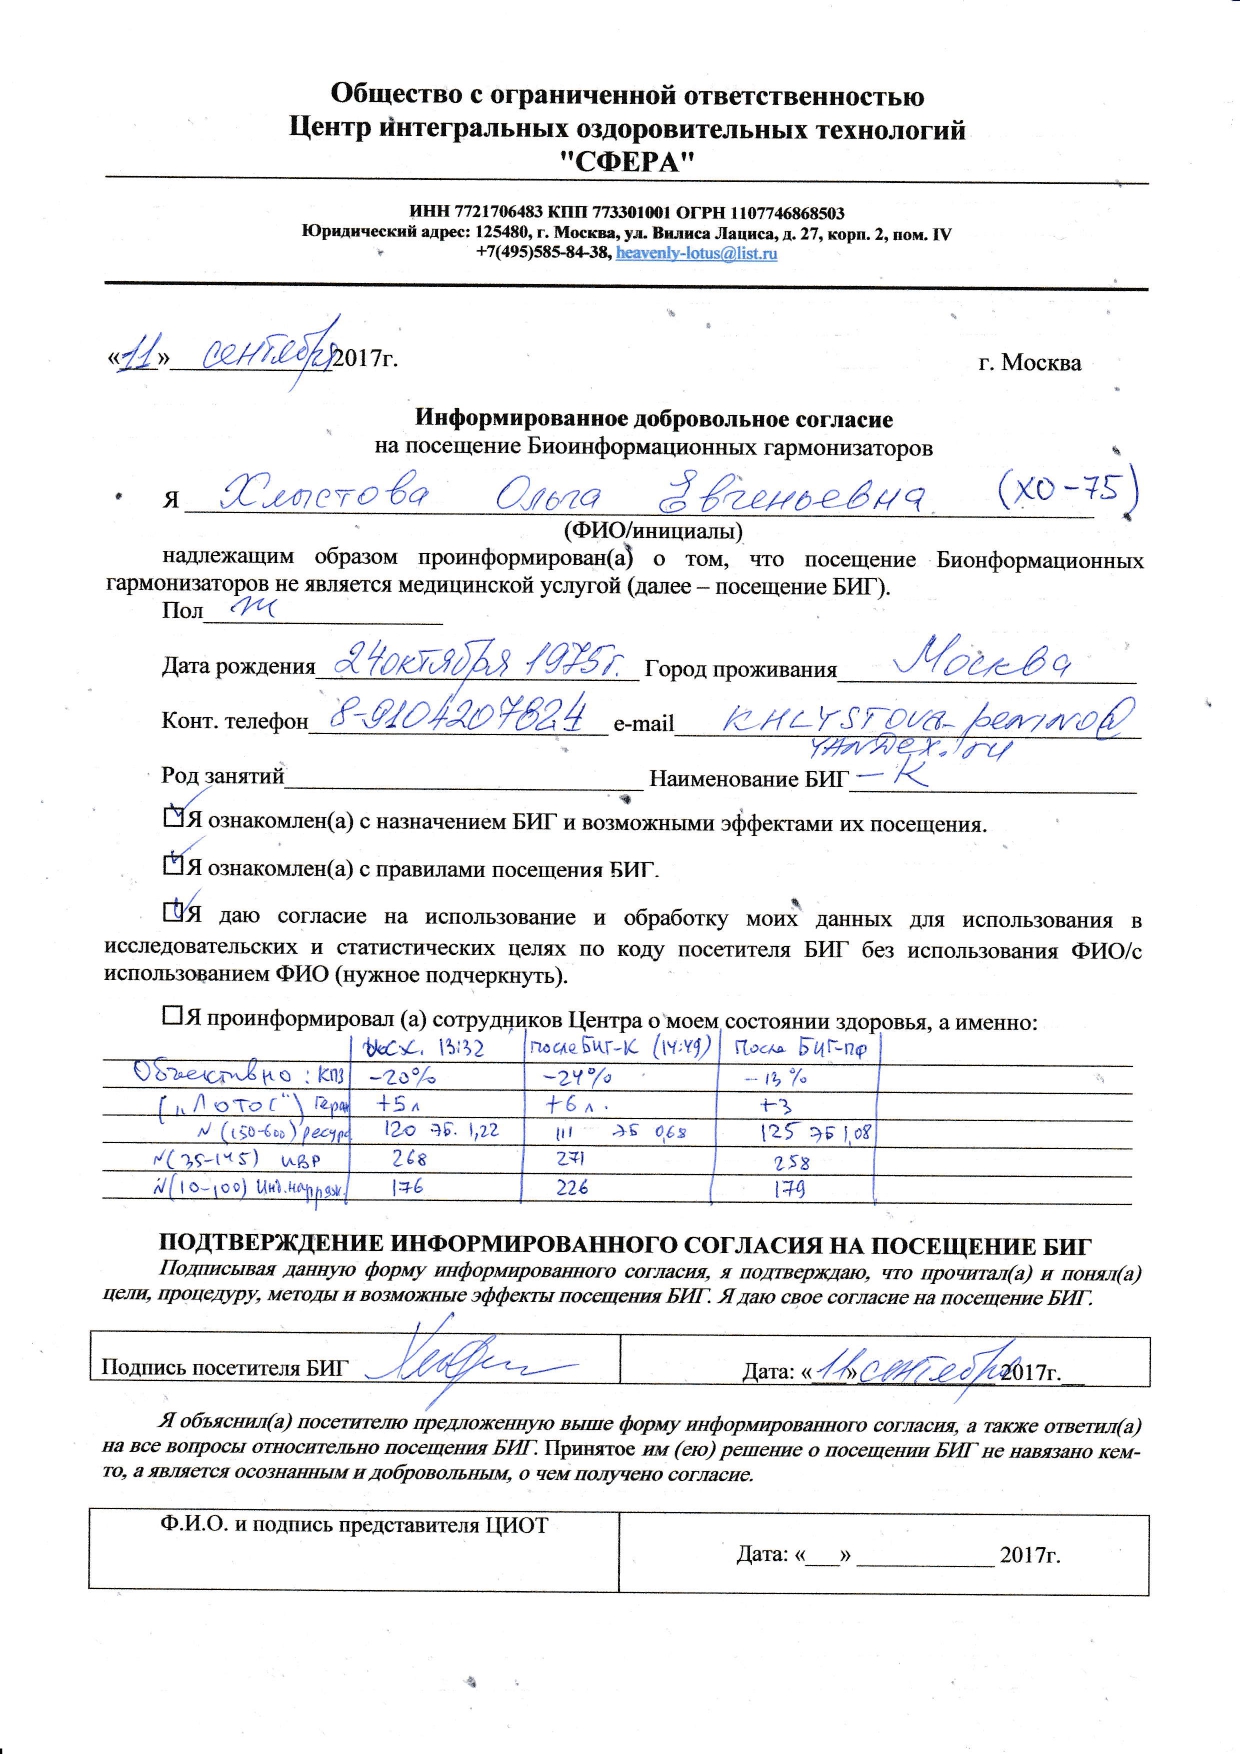 Общество с ограниченной ответственностью
Центр интегральных оздоровительных технологий
"СФЕРА"
ИНН 7721706483 КПП 773301001 ОГРН 1107746868503
Юридический адрес: 125480, г. Москва, ул. Вилиса Лациса, д. 27, корп. 2, пом. IV
+7(495)585-84-38, heavenly-lotus@list.ru
«11» сентября 2017г. г. Москва
Информированное добровольное согласие
на посещение Биоинформационных гармонизаторов
Я Хлыстова Ольга Евгеньевна (ХО-75)
(ФИО/инициалы)
надлежащим образом проинформирован(а) о том, что посещение Бионформационных
гармонизаторов не является медицинской услугой (далее – посещение БИГ).
Пол ж
Дата рождения 24 октября 1975г. Город проживания Москва
Конт. телефон 8-9104207824 e-mail KHLYSTOVA-
YANDEX.ru
Род занятий Наименование БИГ – К
Я ознакомлен(а) с назначением БИГ и возможными эффектами их посещения.
Я ознакомлен(а) с правилами посещения БИГ.
Я даю согласие на использование и обработку моих данных для использования в
исследовательских и статистических целях по коду посетителя БИГ без использования ФИО/с
использованием ФИО (нужное подчеркнуть).
Я проинформировал (а) сотрудников Центра о моем состоянии здоровья, а именно:
Исх. 13:32 после БИГ-К (14:49) После БИГ-ПФ
Объективно: КПЗ -20% -24% -13%
("Лотос") Геран +5 л +6 л. +3
N (150-600) ресурс 120 ЭБ. 1,22 111 ЭБ 0,68 125 ЭБ 1,08
N(35-145) ИВР 268 271 258
N(10-100) Инд.напряж. 176 226 179
ПОДТВЕРЖДЕНИЕ ИНФОРМИРОВАННОГО СОГЛАСИЯ НА ПОСЕЩЕНИЕ БИГ
Подписывая данную форму информированного согласия, я подтверждаю, что прочитал(а) и понял(а)
цели, процедуру, методы и возможные эффекты посещения БИГ. Я даю свое согласие на посещение БИГ.
Подпись посетителя БИГ Дата: «11» сентября 2017г.
Я объяснил(а) посетителю предложенную выше форму информированного согласия, а также ответил(а)
на все вопросы относительно посещения БИГ. Принятое им (ею) решение о посещении БИГ не навязано кем-
то, а является осознанным и добровольным, о чем получено согласие.
Ф.И.О. и подпись представителя ЦИОТ
Дата: «___» ____________ 2017г.